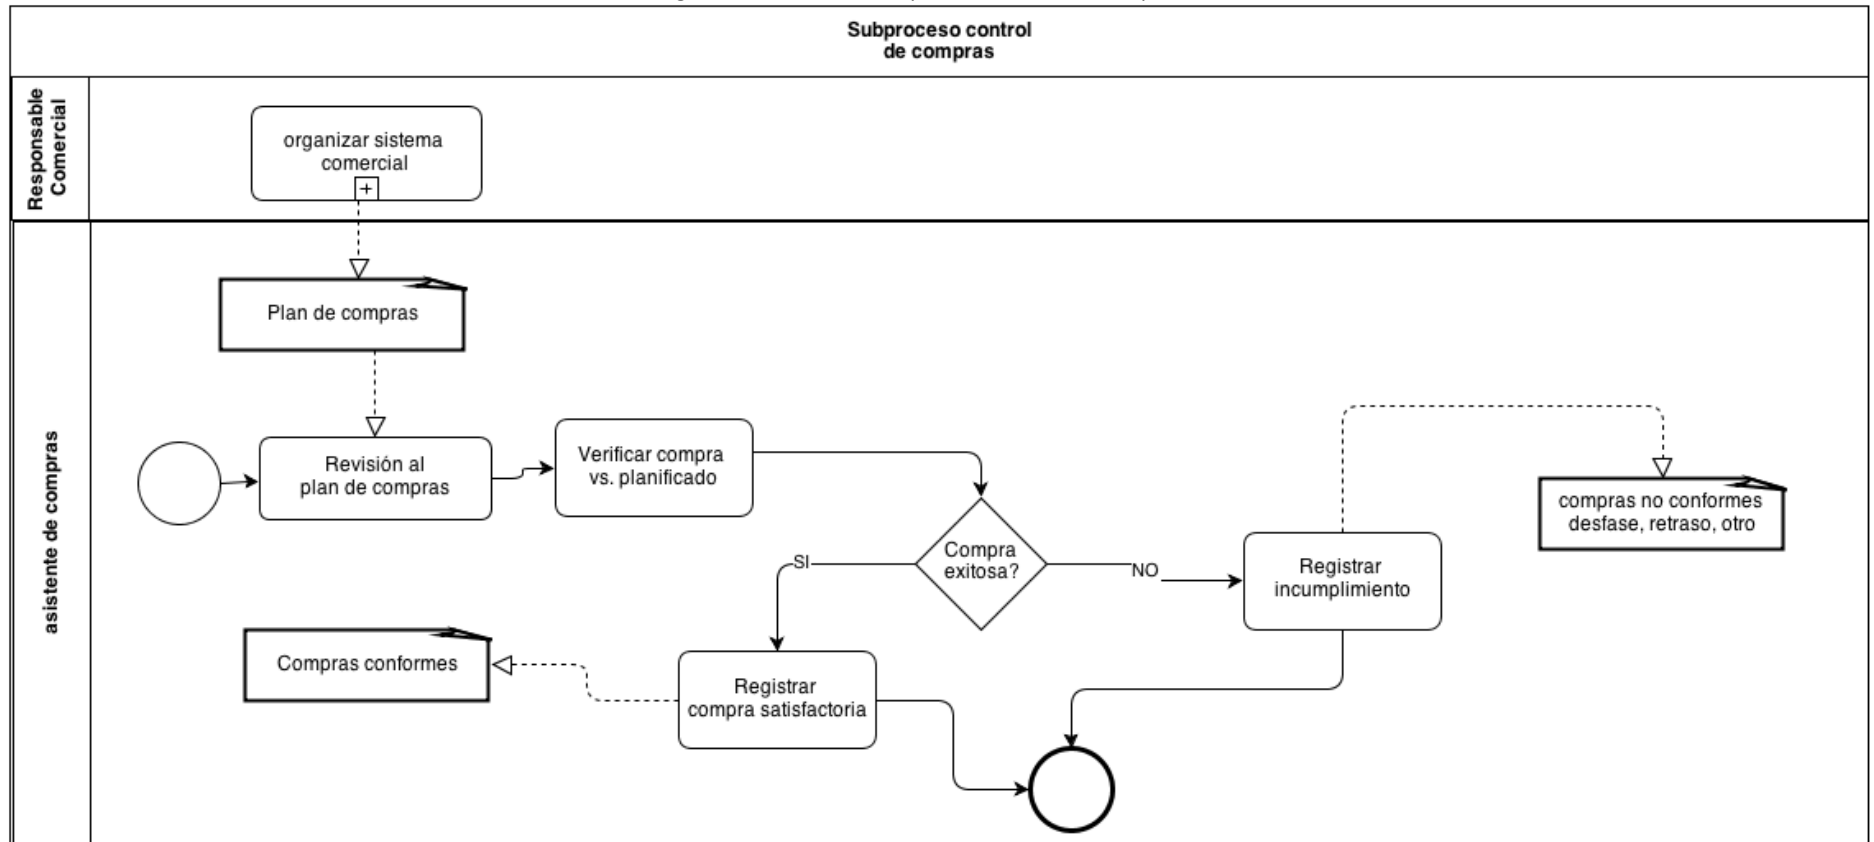 Subproceso control
de compras
Responsable
Comercial
organizar sistema
comercial
+
Plan de compras
asistente de compras
Revisión al
plan de compras
Verificar compra
vs. planificado
compras no conformes
desfase, retraso, otro
Compra
exitosa?
SI
NO
Registrar
incumplimiento
Compras conformes
Registrar
compra satisfactoria